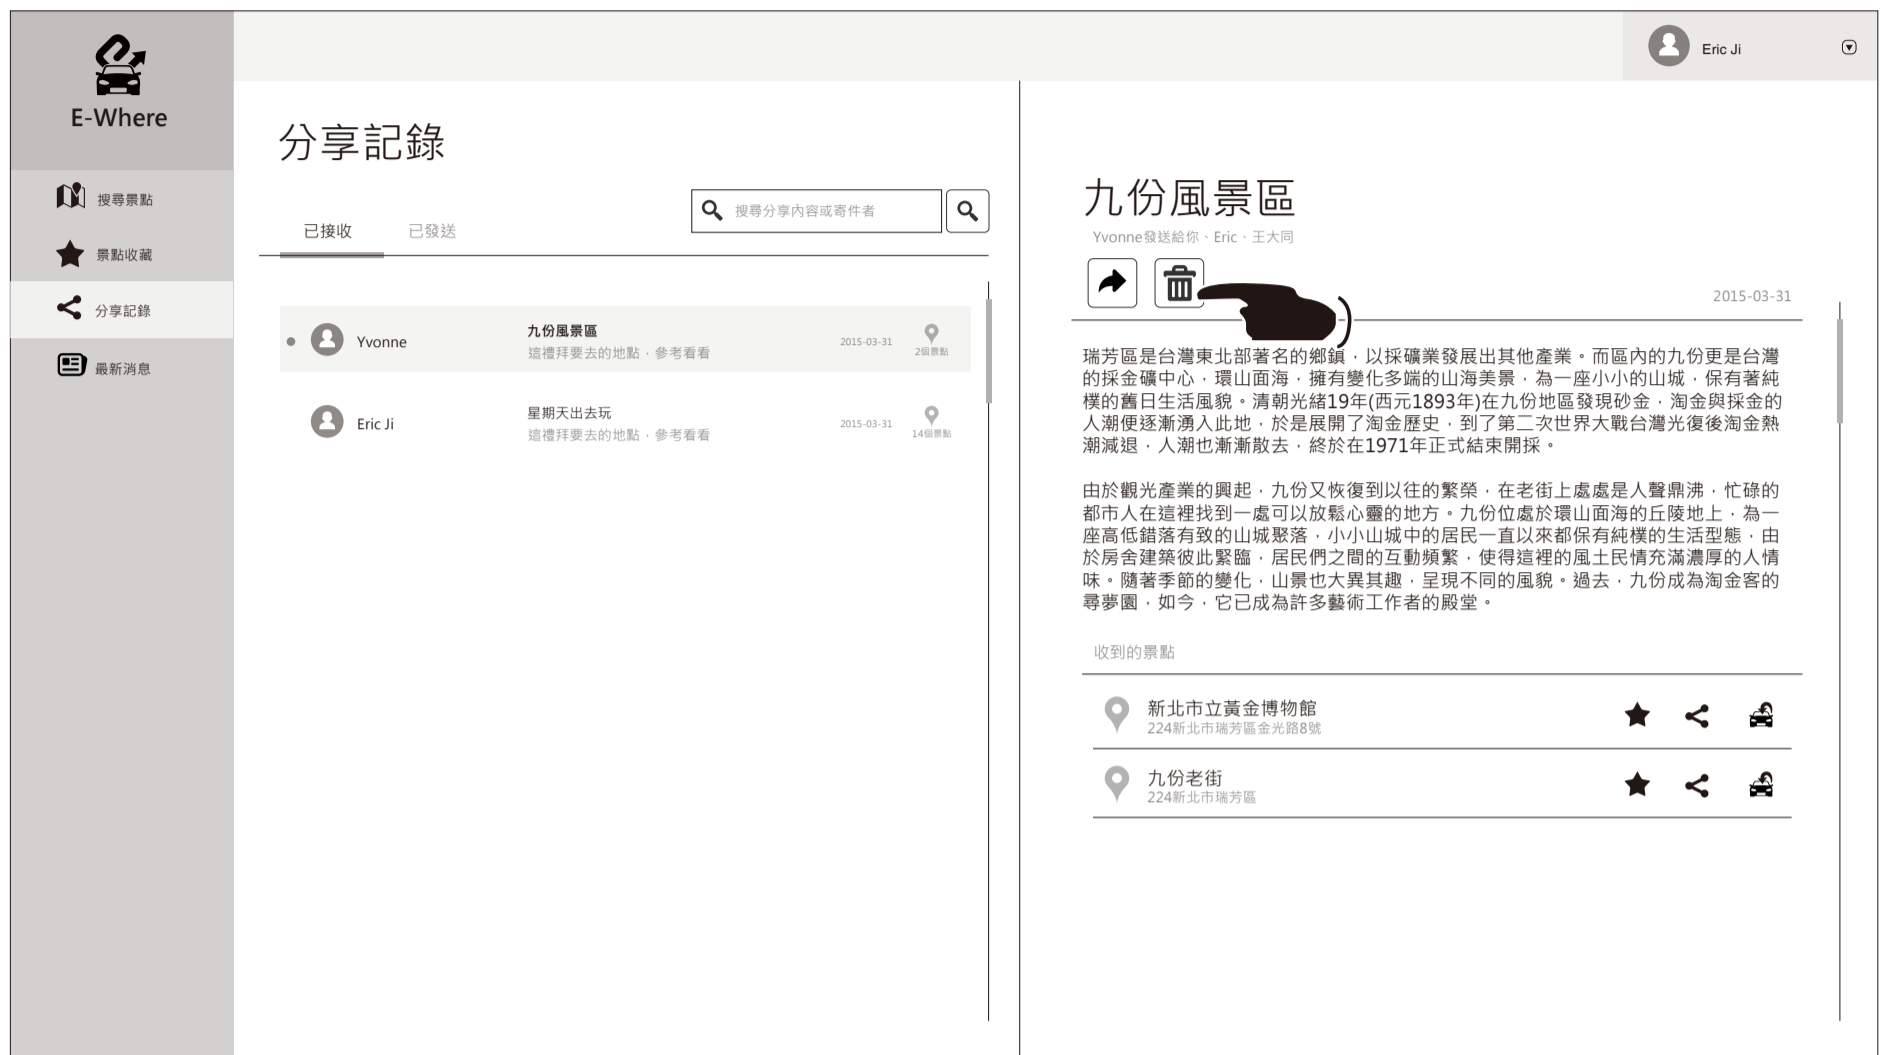 E-Where
Eric Ji
搜尋景點
景點收藏
分享記錄
最新消息
分享記錄
已接收
已發送
搜尋分享內容或寄件者
Yvonne
九份風景區
這禮拜要去的地點，參考看看
2015-03-31
2個景點
Eric Ji
星期天出去玩
這禮拜要去的地點，參考看看
2015-03-31
14個景點
九份風景區
Yvonne發送給你、Eric、王大同
2015-03-31
瑞芳區是台灣東北部著名的鄉鎮，以採礦業發展出其他產業。而區內的九份更是台灣
的採金礦中心，環山面海，擁有變化多端的山海美景，為一座小小的山城，保有著純
樸的舊日生活風貌。清朝光緒19年(西元1893年)在九份地區發現砂金，淘金與採金的
人潮便逐漸湧入此地，於是展開了淘金歷史，到了第二次世界大戰台灣光復後淘金熱
潮減退，人潮也漸漸散去，終於在1971年正式結束開採。
由於觀光產業的興起，九份又恢復到以往的繁榮，在老街上處處是人聲鼎沸，忙碌的
都市人在這裡找到一處可以放鬆心靈的地方。九份位處於環山面海的丘陵地上，為一
座高低錯落有致的山城聚落，小小山城中的居民一直以來都保有純樸的生活型態，由
於房舍建築彼此緊臨，居民們之間的互動頻繁，使得這裡的風土民情充滿濃厚的人情
味。隨著季節的變化，山景也大異其趣，呈現不同的風貌。過去，九份成為淘金客的
尋夢園，如今，它已成為許多藝術工作者的殿堂。
收到的景點
新北市立黃金博物館
224新北市瑞芳區金光路8號
九份老街
224新北市瑞芳區